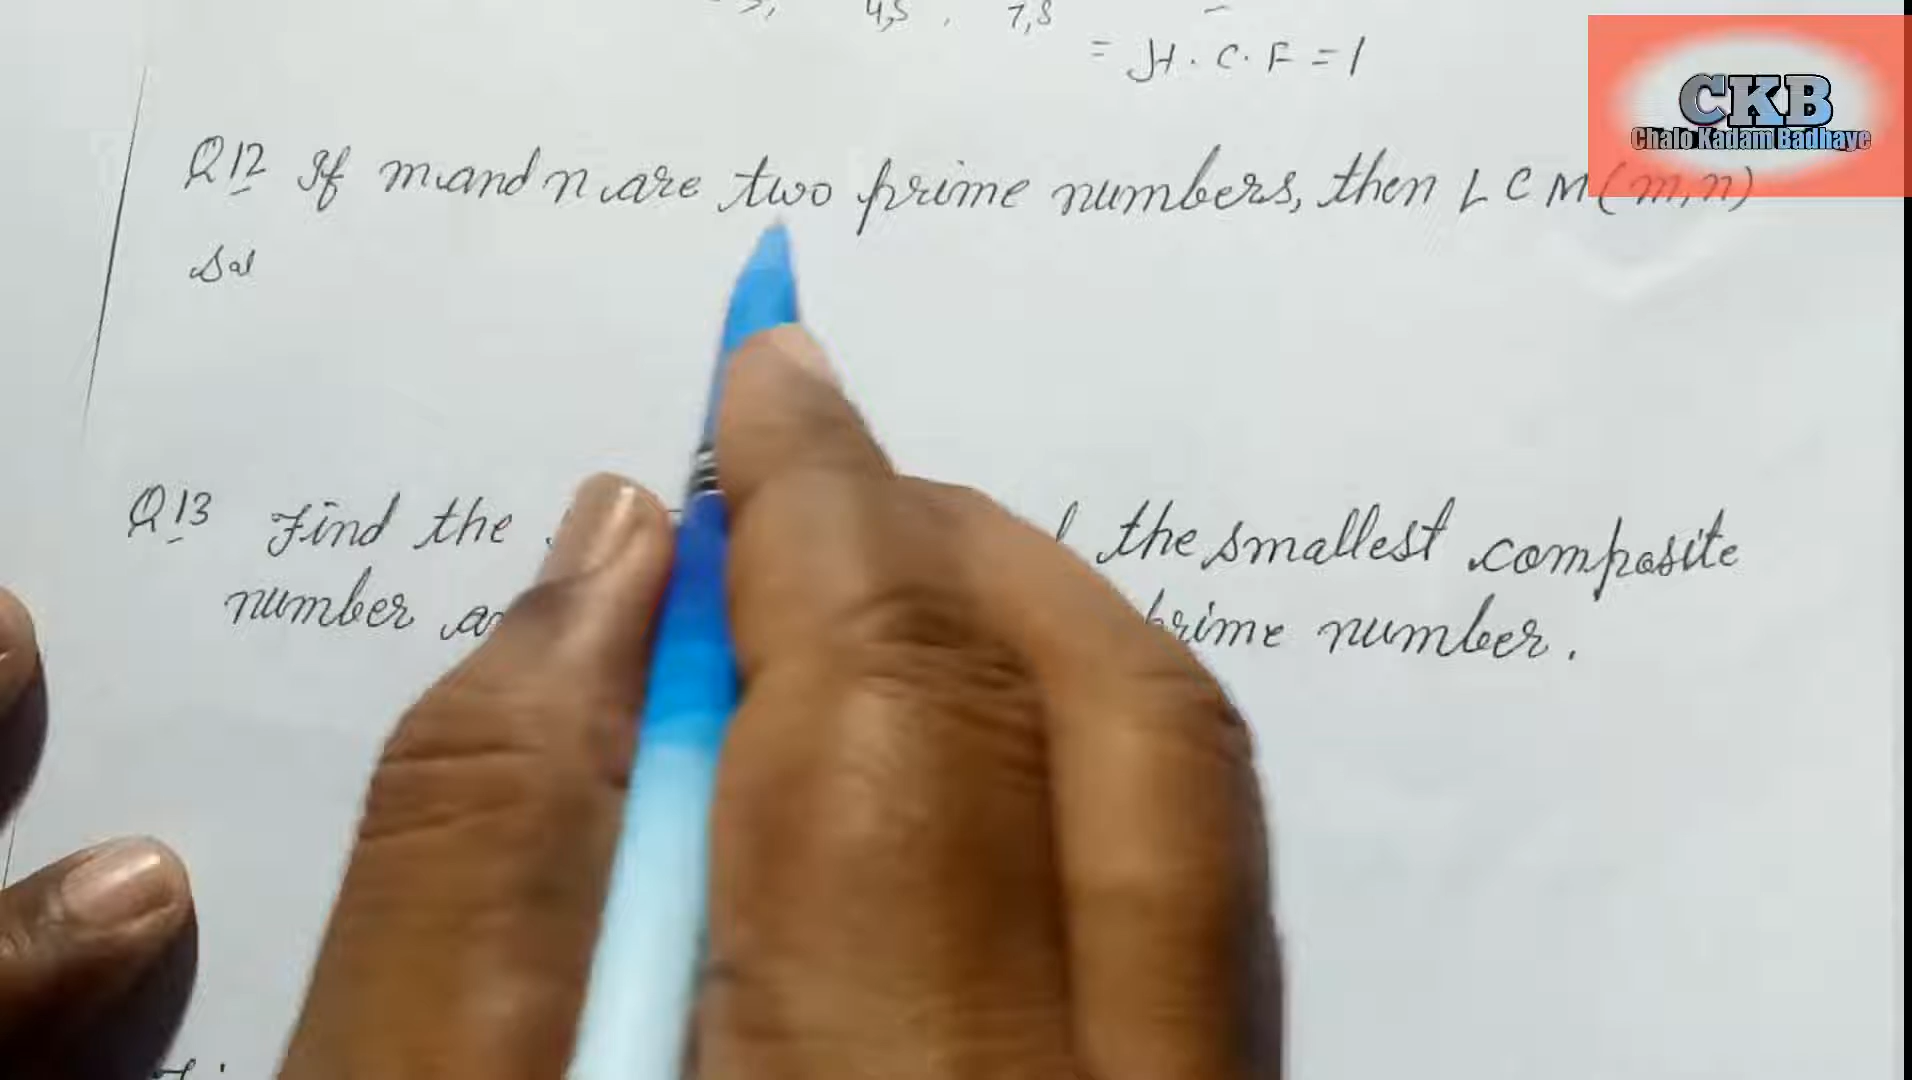 4,5 , 7,8
= H.C.F = 1
CKB
Chalo Kadam Badhaye
Q12 If m and n are two prime numbers, then LCM(m,n)
Sol
Q13 Find the the smallest composite
number prime number.